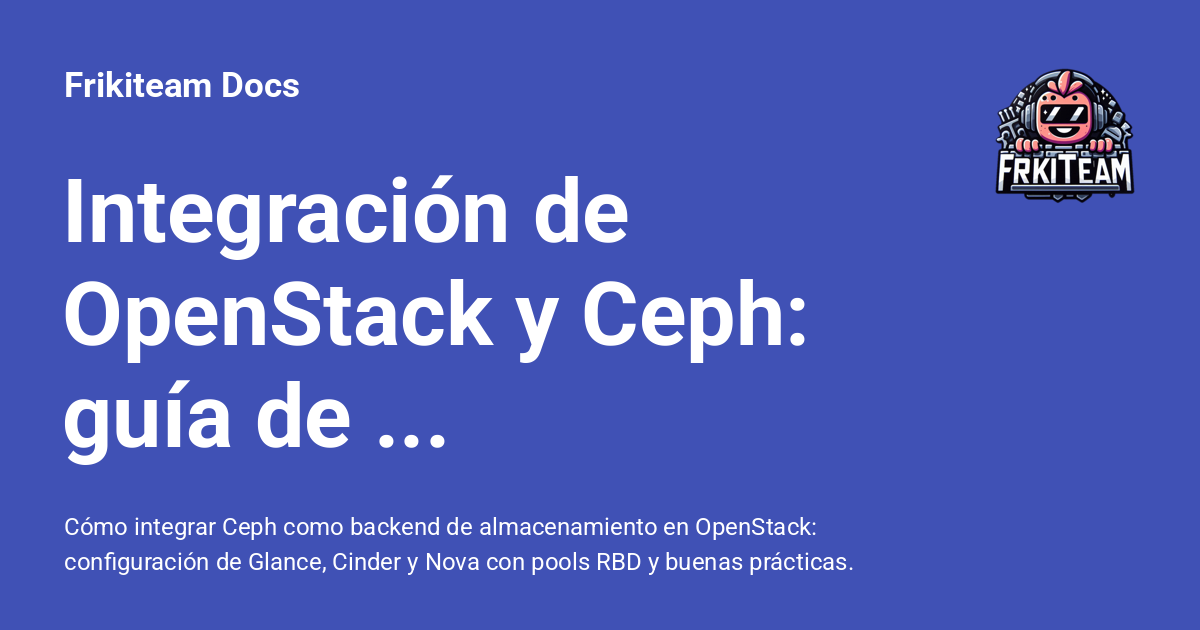 Frikiteam Docs
FRKITEAM
Integración de
OpenStack y Ceph:
guía de ...
Cómo integrar Ceph como backend de almacenamiento en OpenStack:
configuración de Glance, Cinder y Nova con pools RBD y buenas prácticas.